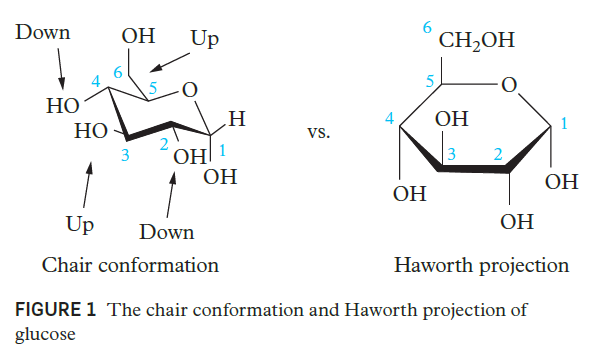 Down
OH
Up
6
4
5
O
HO
HO
H
2
3
OH
1
OH
Up
Down
Chair conformation
vs.
6
CH₂OH
5
O
4
OH
1
3
2
OH
OH
OH
Haworth projection
FIGURE 1 The chair conformation and Haworth projection of
glucose